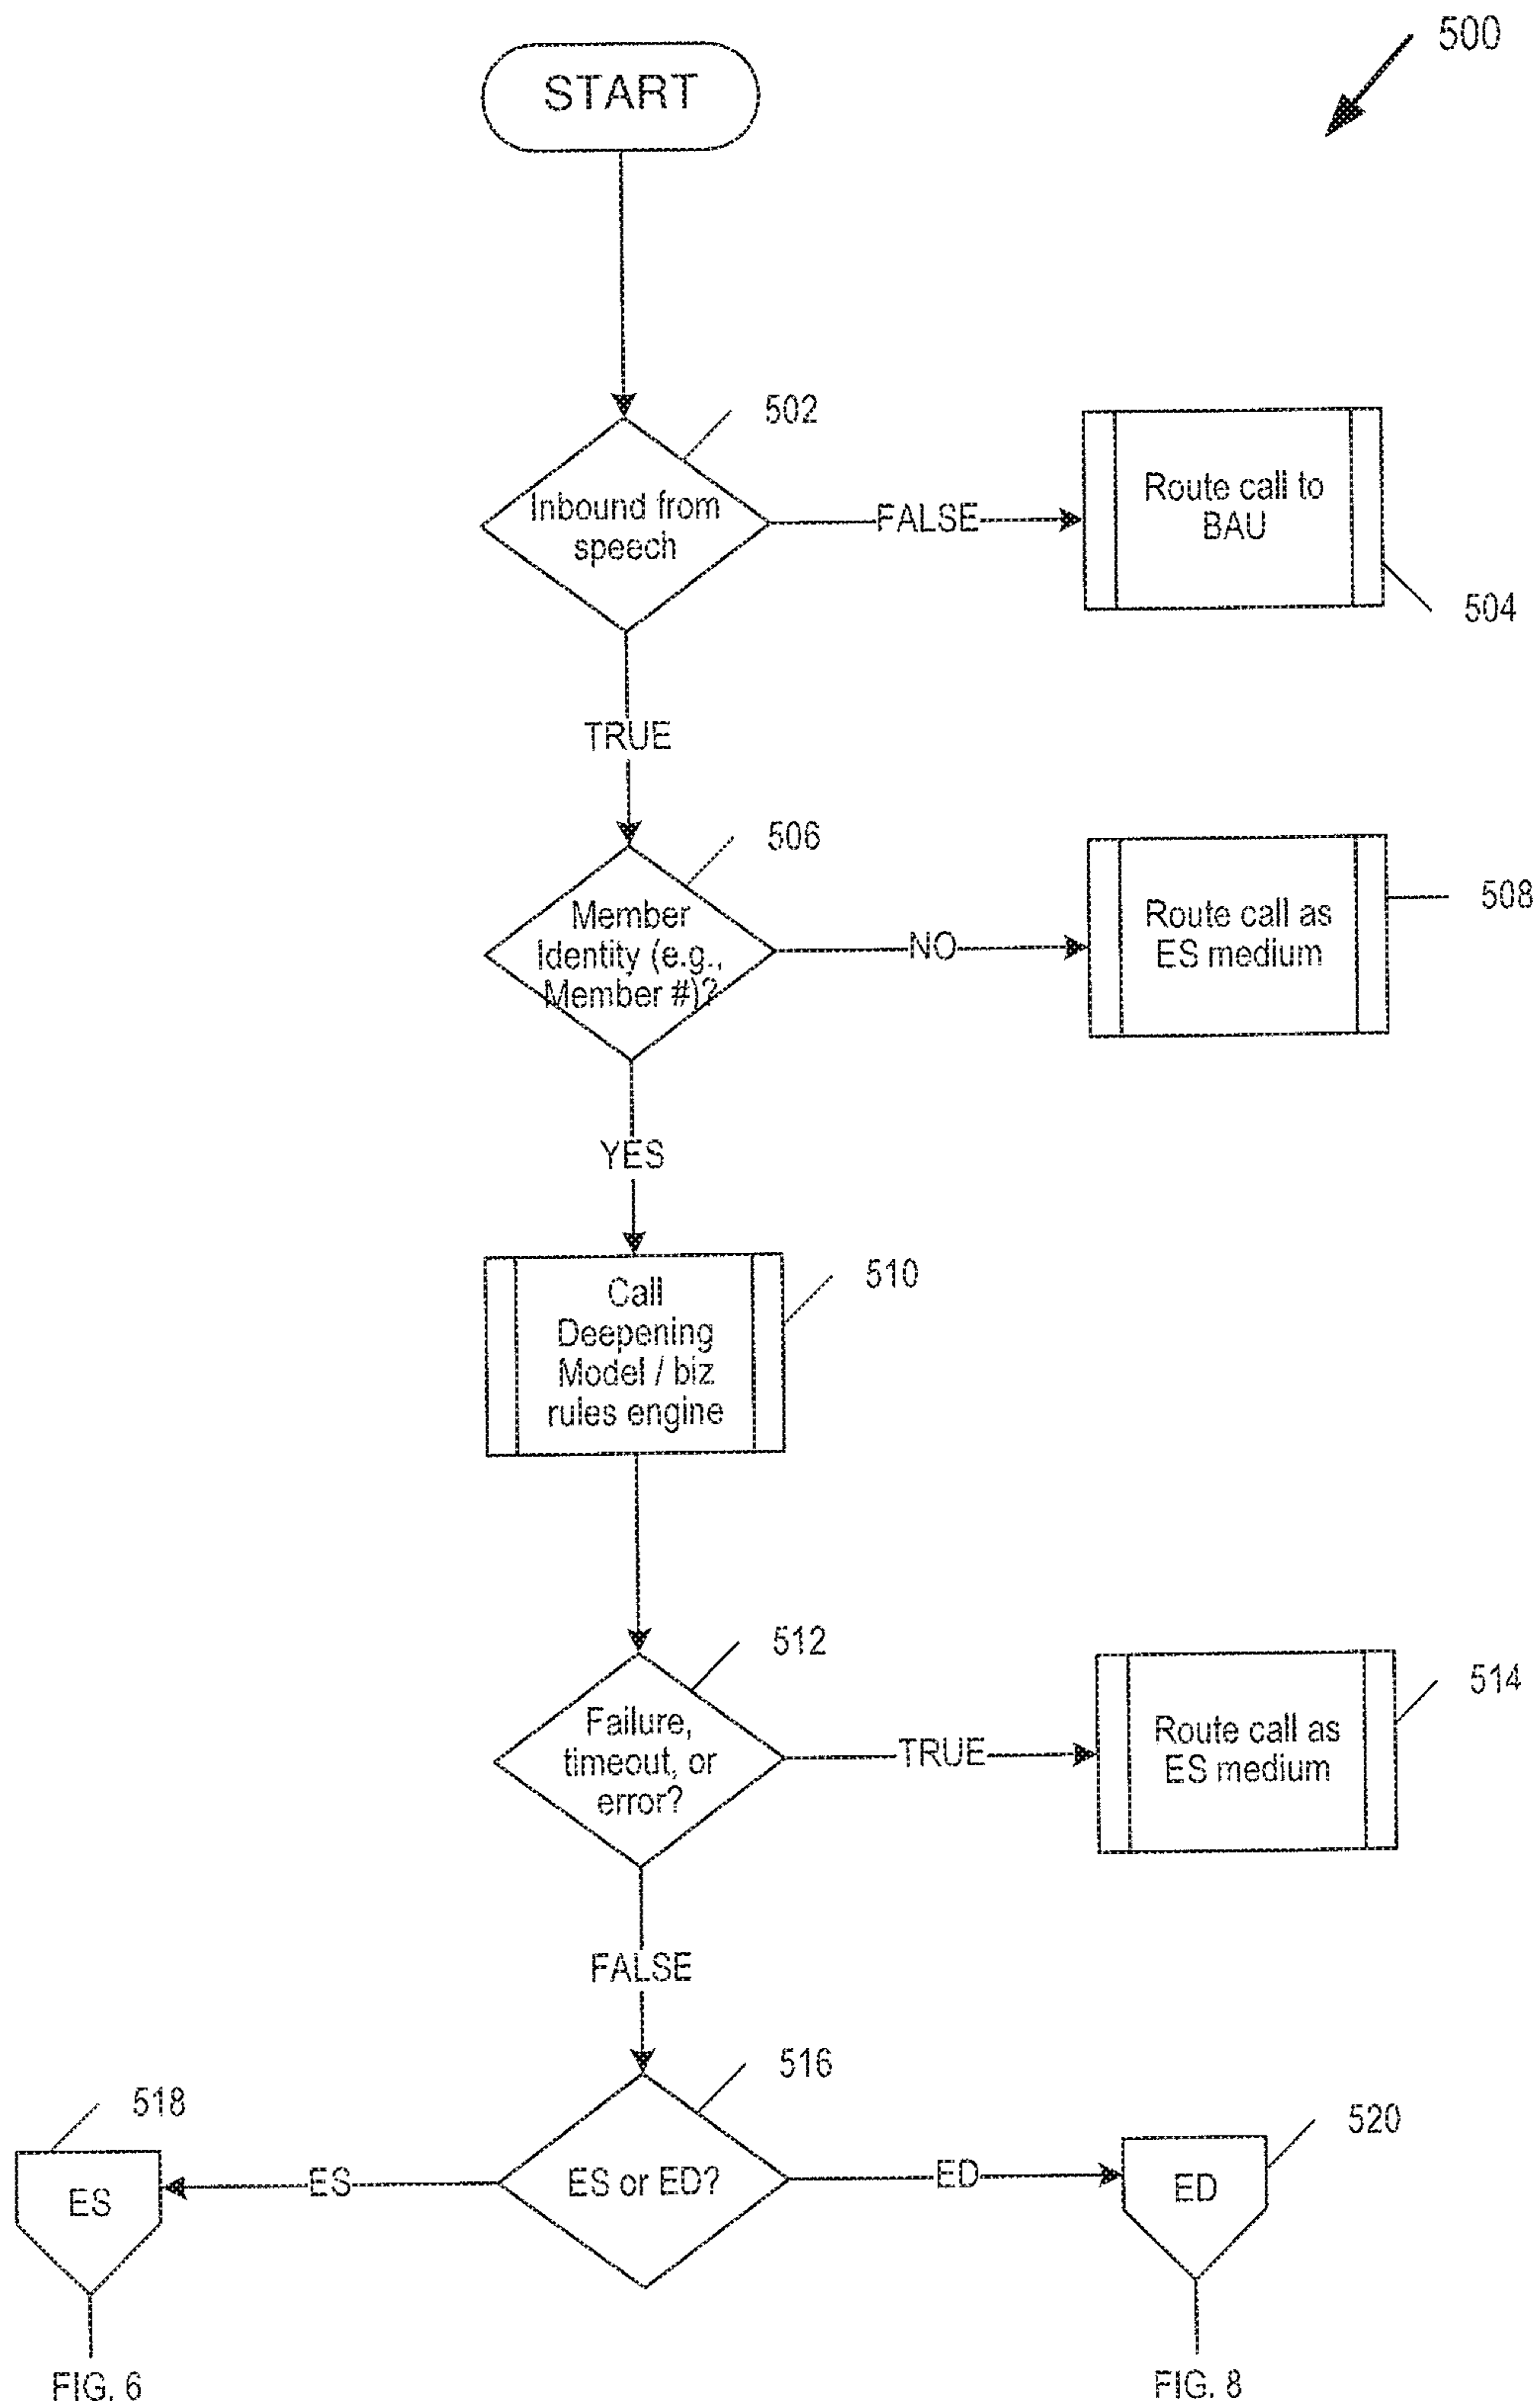 500
START
502
Inbound from
speech
FALSE
Route call to
BAU
504
TRUE
506
Member
Identity (e.g.,
Member #)?
NO
Route call as
ES medium
508
YES
510
Call
Deepening
Model / biz
rules engine
512
Failure,
timeout, or
error?
TRUE
Route call as
ES medium
514
FALSE
516
518
ES
ES
ES or ED?
ED
ED
520
FIG. 6
FIG. 8